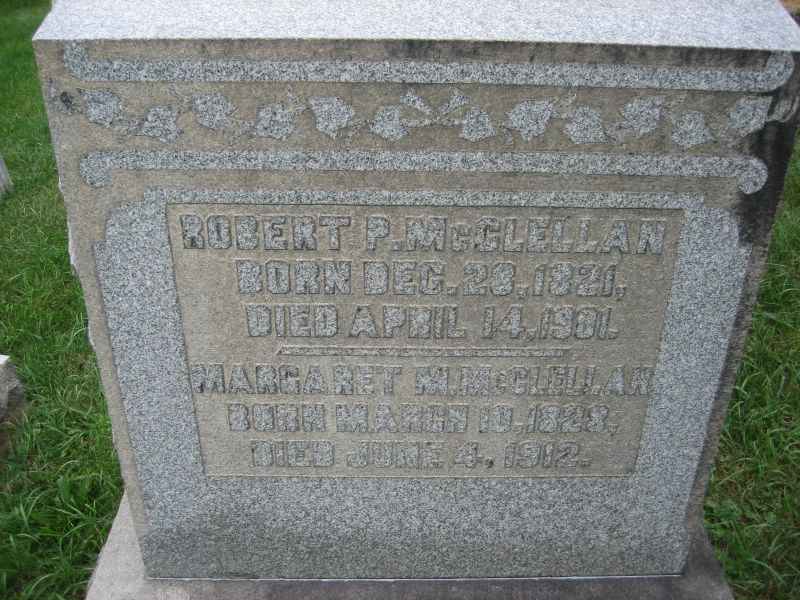 ROBERT P. McCLELLAN
BORN DEC. 28, 1821,
DIED APRIL 14, 1901.
MARGARET M. McCLELLAN
BORN MARCH 10, 1828,
DIED JUNE 4, 1912.